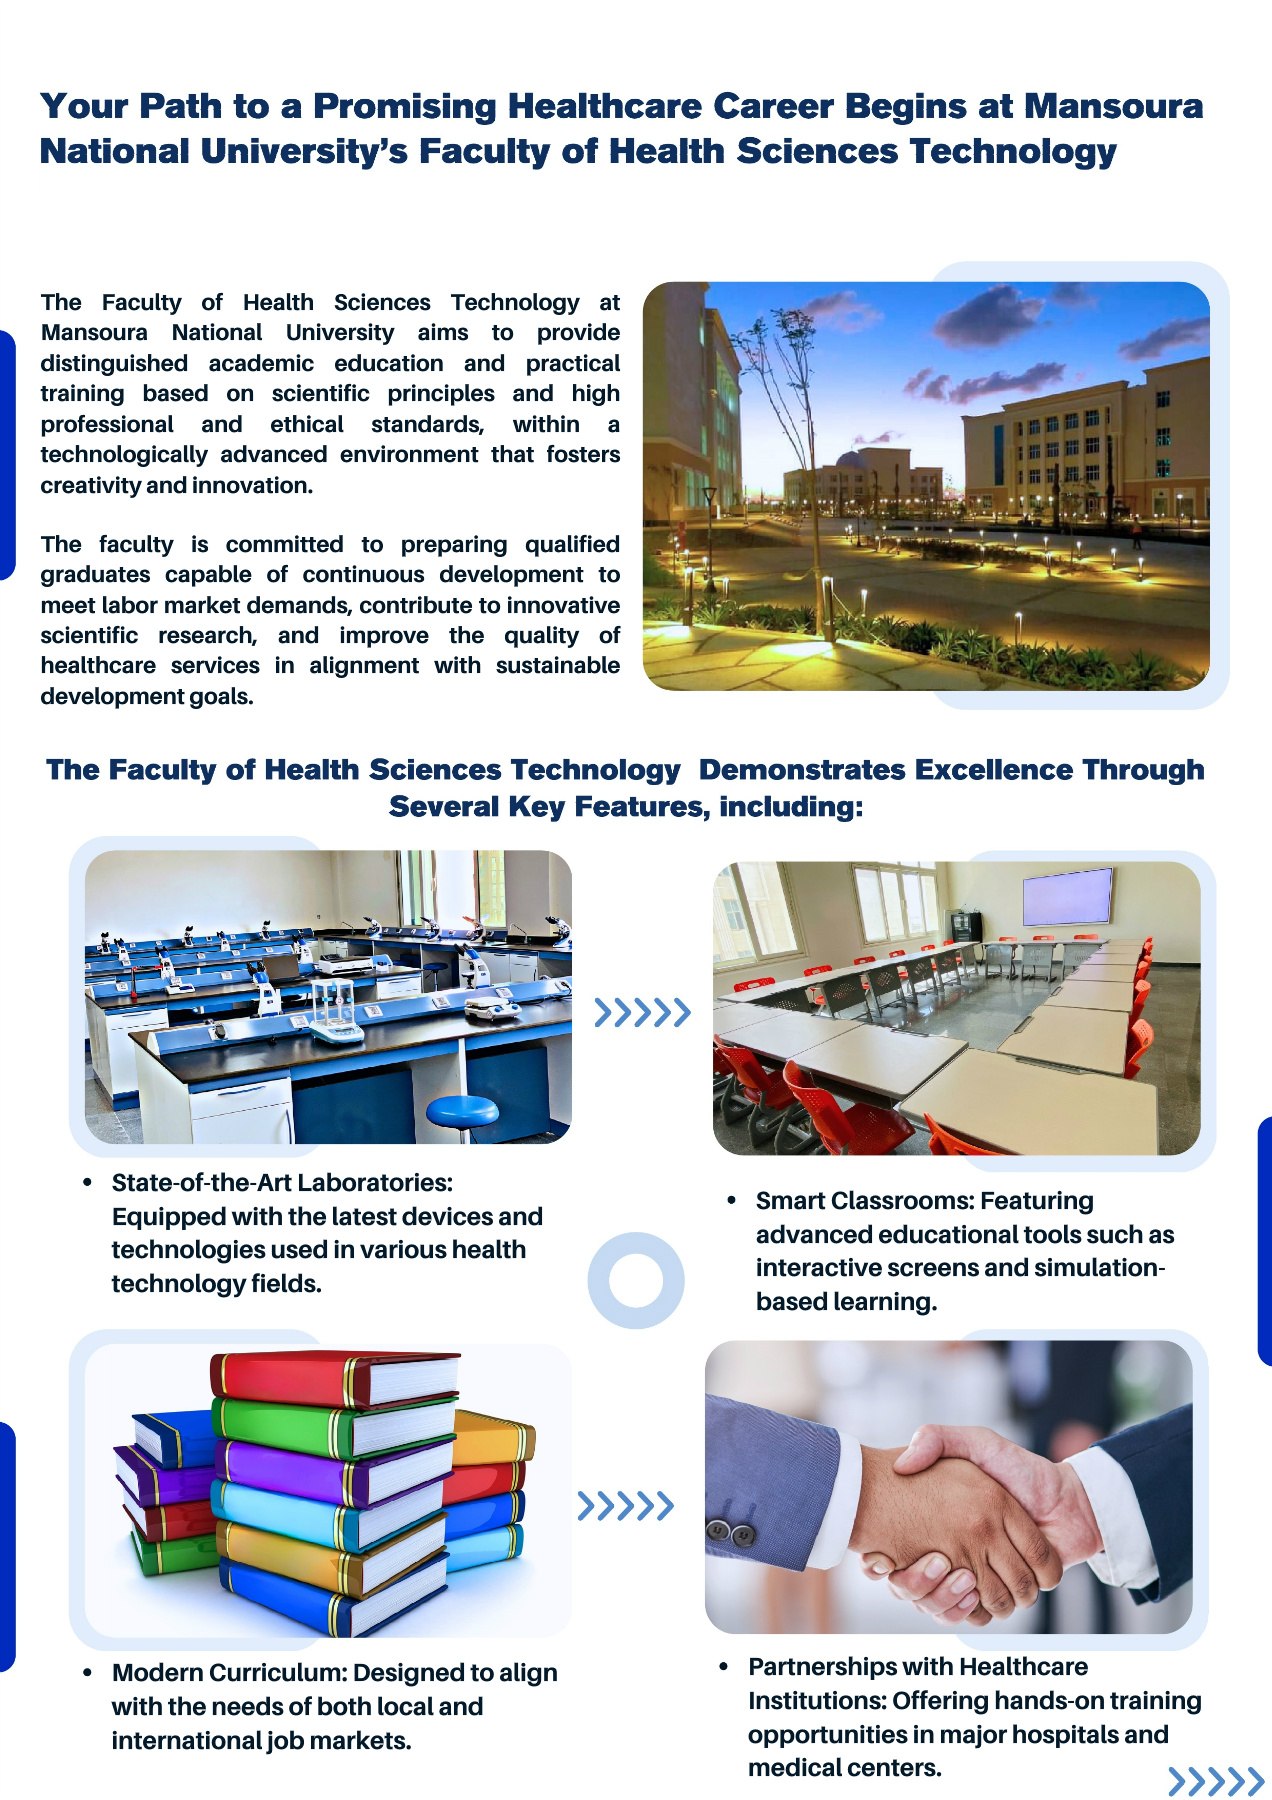 Your Path to a Promising Healthcare Career Begins at Mansoura
National University’s Faculty of Health Sciences Technology
The Faculty of Health Sciences Technology at
Mansoura National University aims to provide
distinguished academic education and practical
training based on scientific principles and high
professional and ethical standards, within a
technologically advanced environment that fosters
creativity and innovation.
The faculty is committed to preparing qualified
graduates capable of continuous development to
meet labor market demands, contribute to innovative
scientific research, and improve the quality of
healthcare services in alignment with sustainable
development goals.
The Faculty of Health Sciences Technology  Demonstrates Excellence Through
Several Key Features, including:
• State-of-the-Art Laboratories:
Equipped with the latest devices and
technologies used in various health
technology fields.
• Smart Classrooms: Featuring
advanced educational tools such as
interactive screens and simulation-
based learning.
• Modern Curriculum: Designed to align
with the needs of both local and
international job markets.
• Partnerships with Healthcare
Institutions: Offering hands-on training
opportunities in major hospitals and
medical centers.